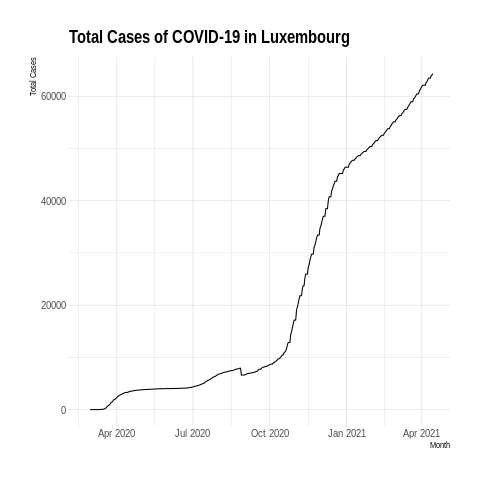 Total Cases of COVID-19 in Luxembourg
Total Cases
60000
40000
20000
0
Apr 2020 Jul 2020 Oct 2020 Jan 2021 Apr 2021
Month